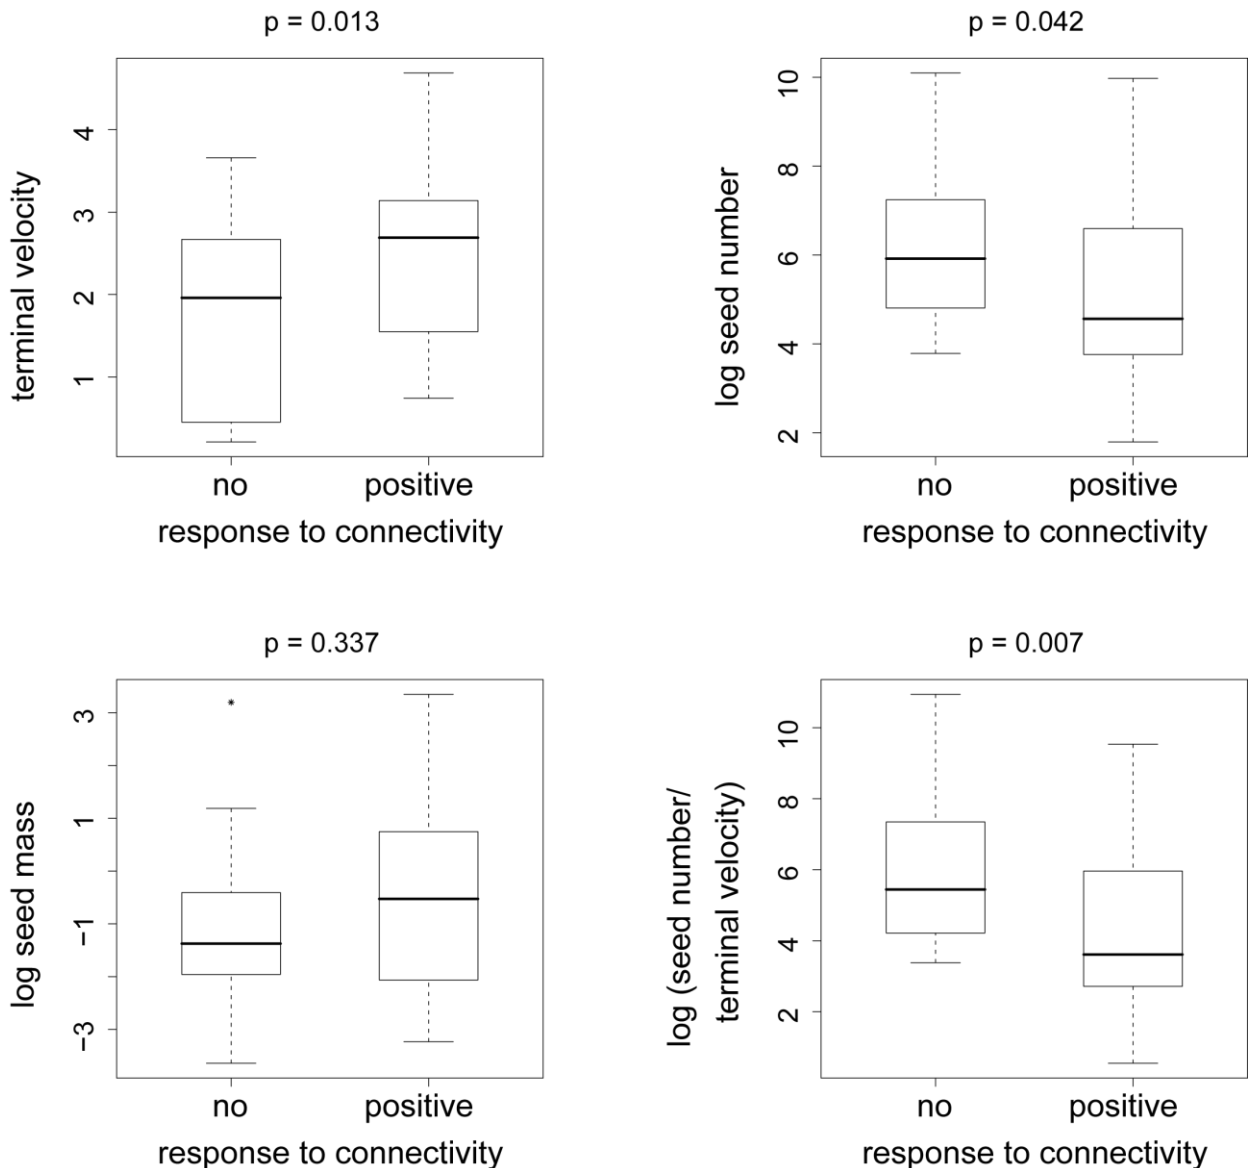 p = 0.013
terminal velocity
4
3
2
1
no positive
response to connectivity
p = 0.042
log seed number
10
8
6
4
2
no positive
response to connectivity
p = 0.337
log seed mass
3
1
−1
−3
no positive
response to connectivity
p = 0.007
log (seed number/
terminal velocity)
10
8
6
4
2
no positive
response to connectivity